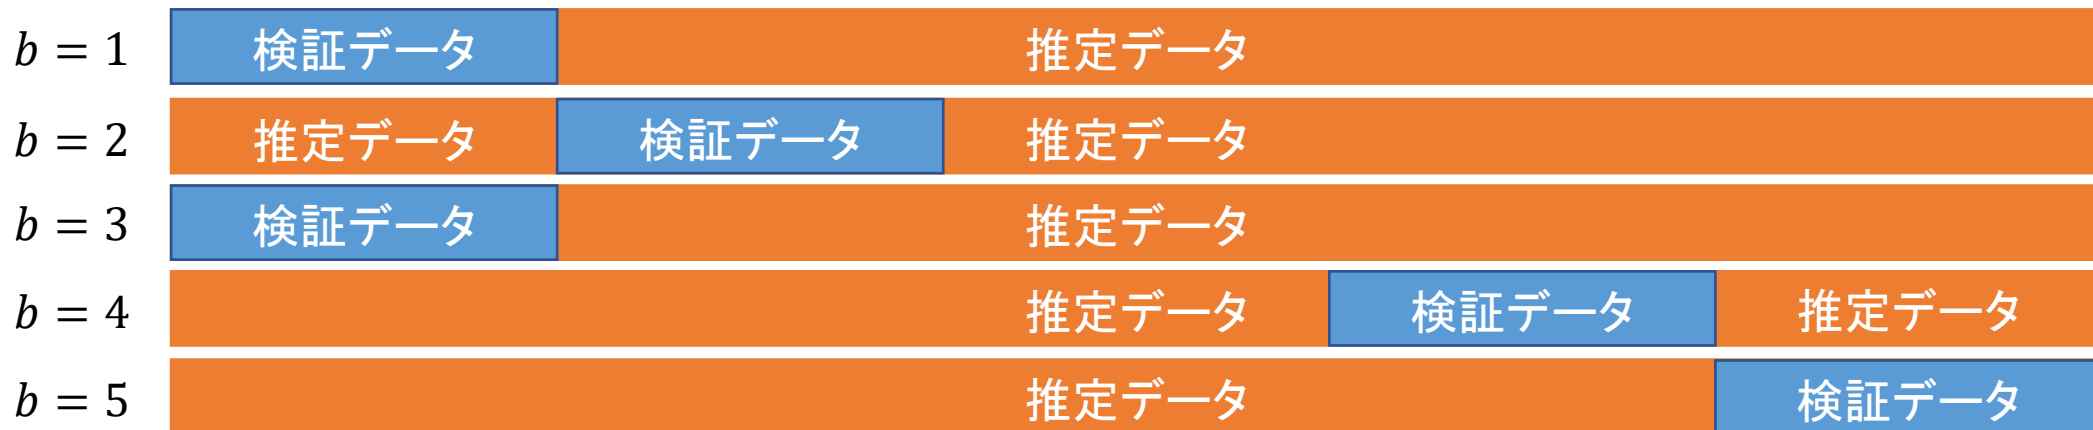 b = 1 検証データ 推定データ
b = 2 推定データ 検証データ 推定データ
b = 3 検証データ 推定データ
b = 4 推定データ 検証データ 推定データ
b = 5 推定データ 検証データ